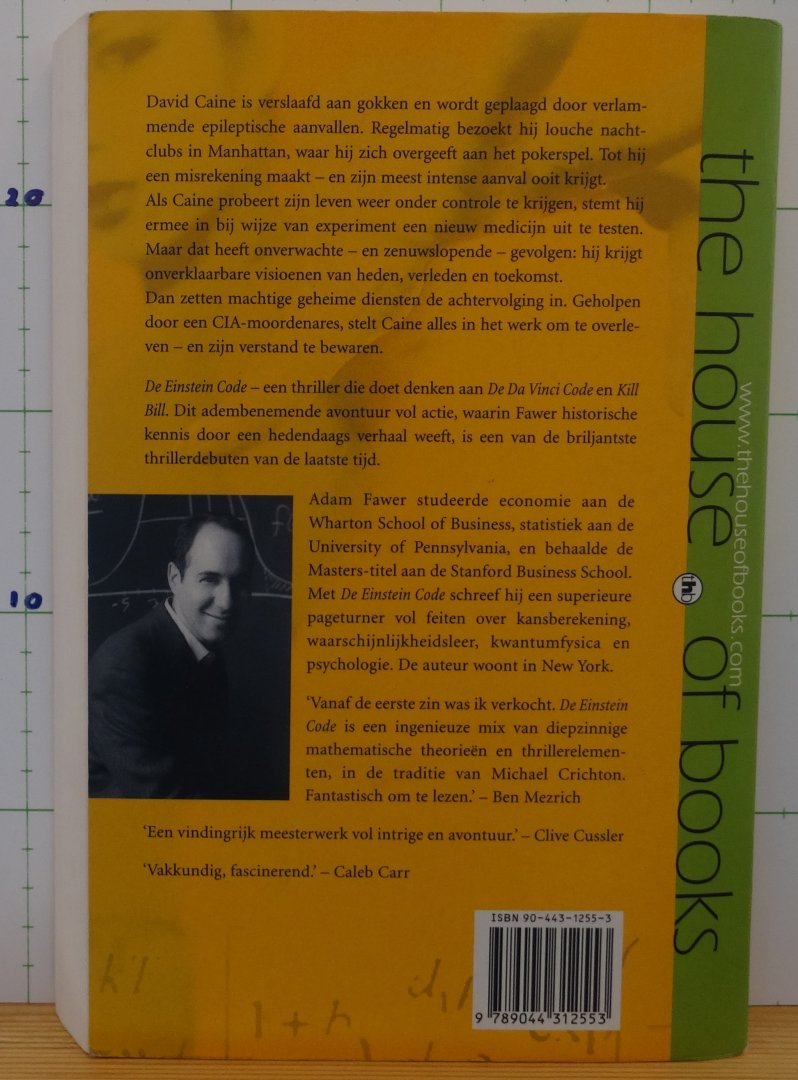 David Caine is verslaafd aan gokken en wordt geplaagd door verlam-
mende epileptische aanvallen. Regelmatig bezoekt hij louche nacht-
clubs in Manhattan, waar hij zich overgeeft aan het pokerspel. Tot hij
een misrekening maakt – en zijn meest intense aanval ooit krijgt.
Als Caine probeert zijn leven weer onder controle te krijgen, stemt hij
ermee in bij wijze van experiment een nieuw medicijn uit te testen.
Maar dat heeft onverwachte – en zenuwslopende – gevolgen: hij krijgt
onverklaarbare visioenen van heden, verleden en toekomst.
Dan zetten machtige geheime diensten de achtervolging in. Geholpen
door een CIA-moordenares, stelt Caine alles in het werk om te overle-
ven – en zijn verstand te bewaren.
De Einstein Code – een thriller die doet denken aan De Da Vinci Code en Kill
Bill. Dit adembenemende avontuur vol actie, waarin Fawer historische
kennis door een hedendaags verhaal weeft, is een van de briljantste
thrillerdebuten van de laatste tijd.
Adam Fawer studeerde economie aan de
Wharton School of Business, statistiek aan de
University of Pennsylvania, en behaalde de
Masters-titel aan de Stanford Business School.
Met De Einstein Code schreef hij een superieure
pageturner vol feiten over kansberekening,
waarschijnlijkheidsleer, kwantumfysica en
psychologie. De auteur woont in New York.
‘Vanaf de eerste zin was ik verkocht. De Einstein
Code is een ingenieuze mix van diepzinnige
mathematische theorieën en thrillerelemen-
ten, in de traditie van Michael Crichton.
Fantastisch om te lezen.’ – Ben Mezrich
‘Een vindingrijk meesterwerk vol intrige en avontuur.’ – Clive Cussler
‘Vakkundig, fascinerend.’ – Caleb Carr
ISBN 90-443-1255-3
9 789044 312553
the house of books
thb
www.thehouseofbooks.com
20
10
1 + h